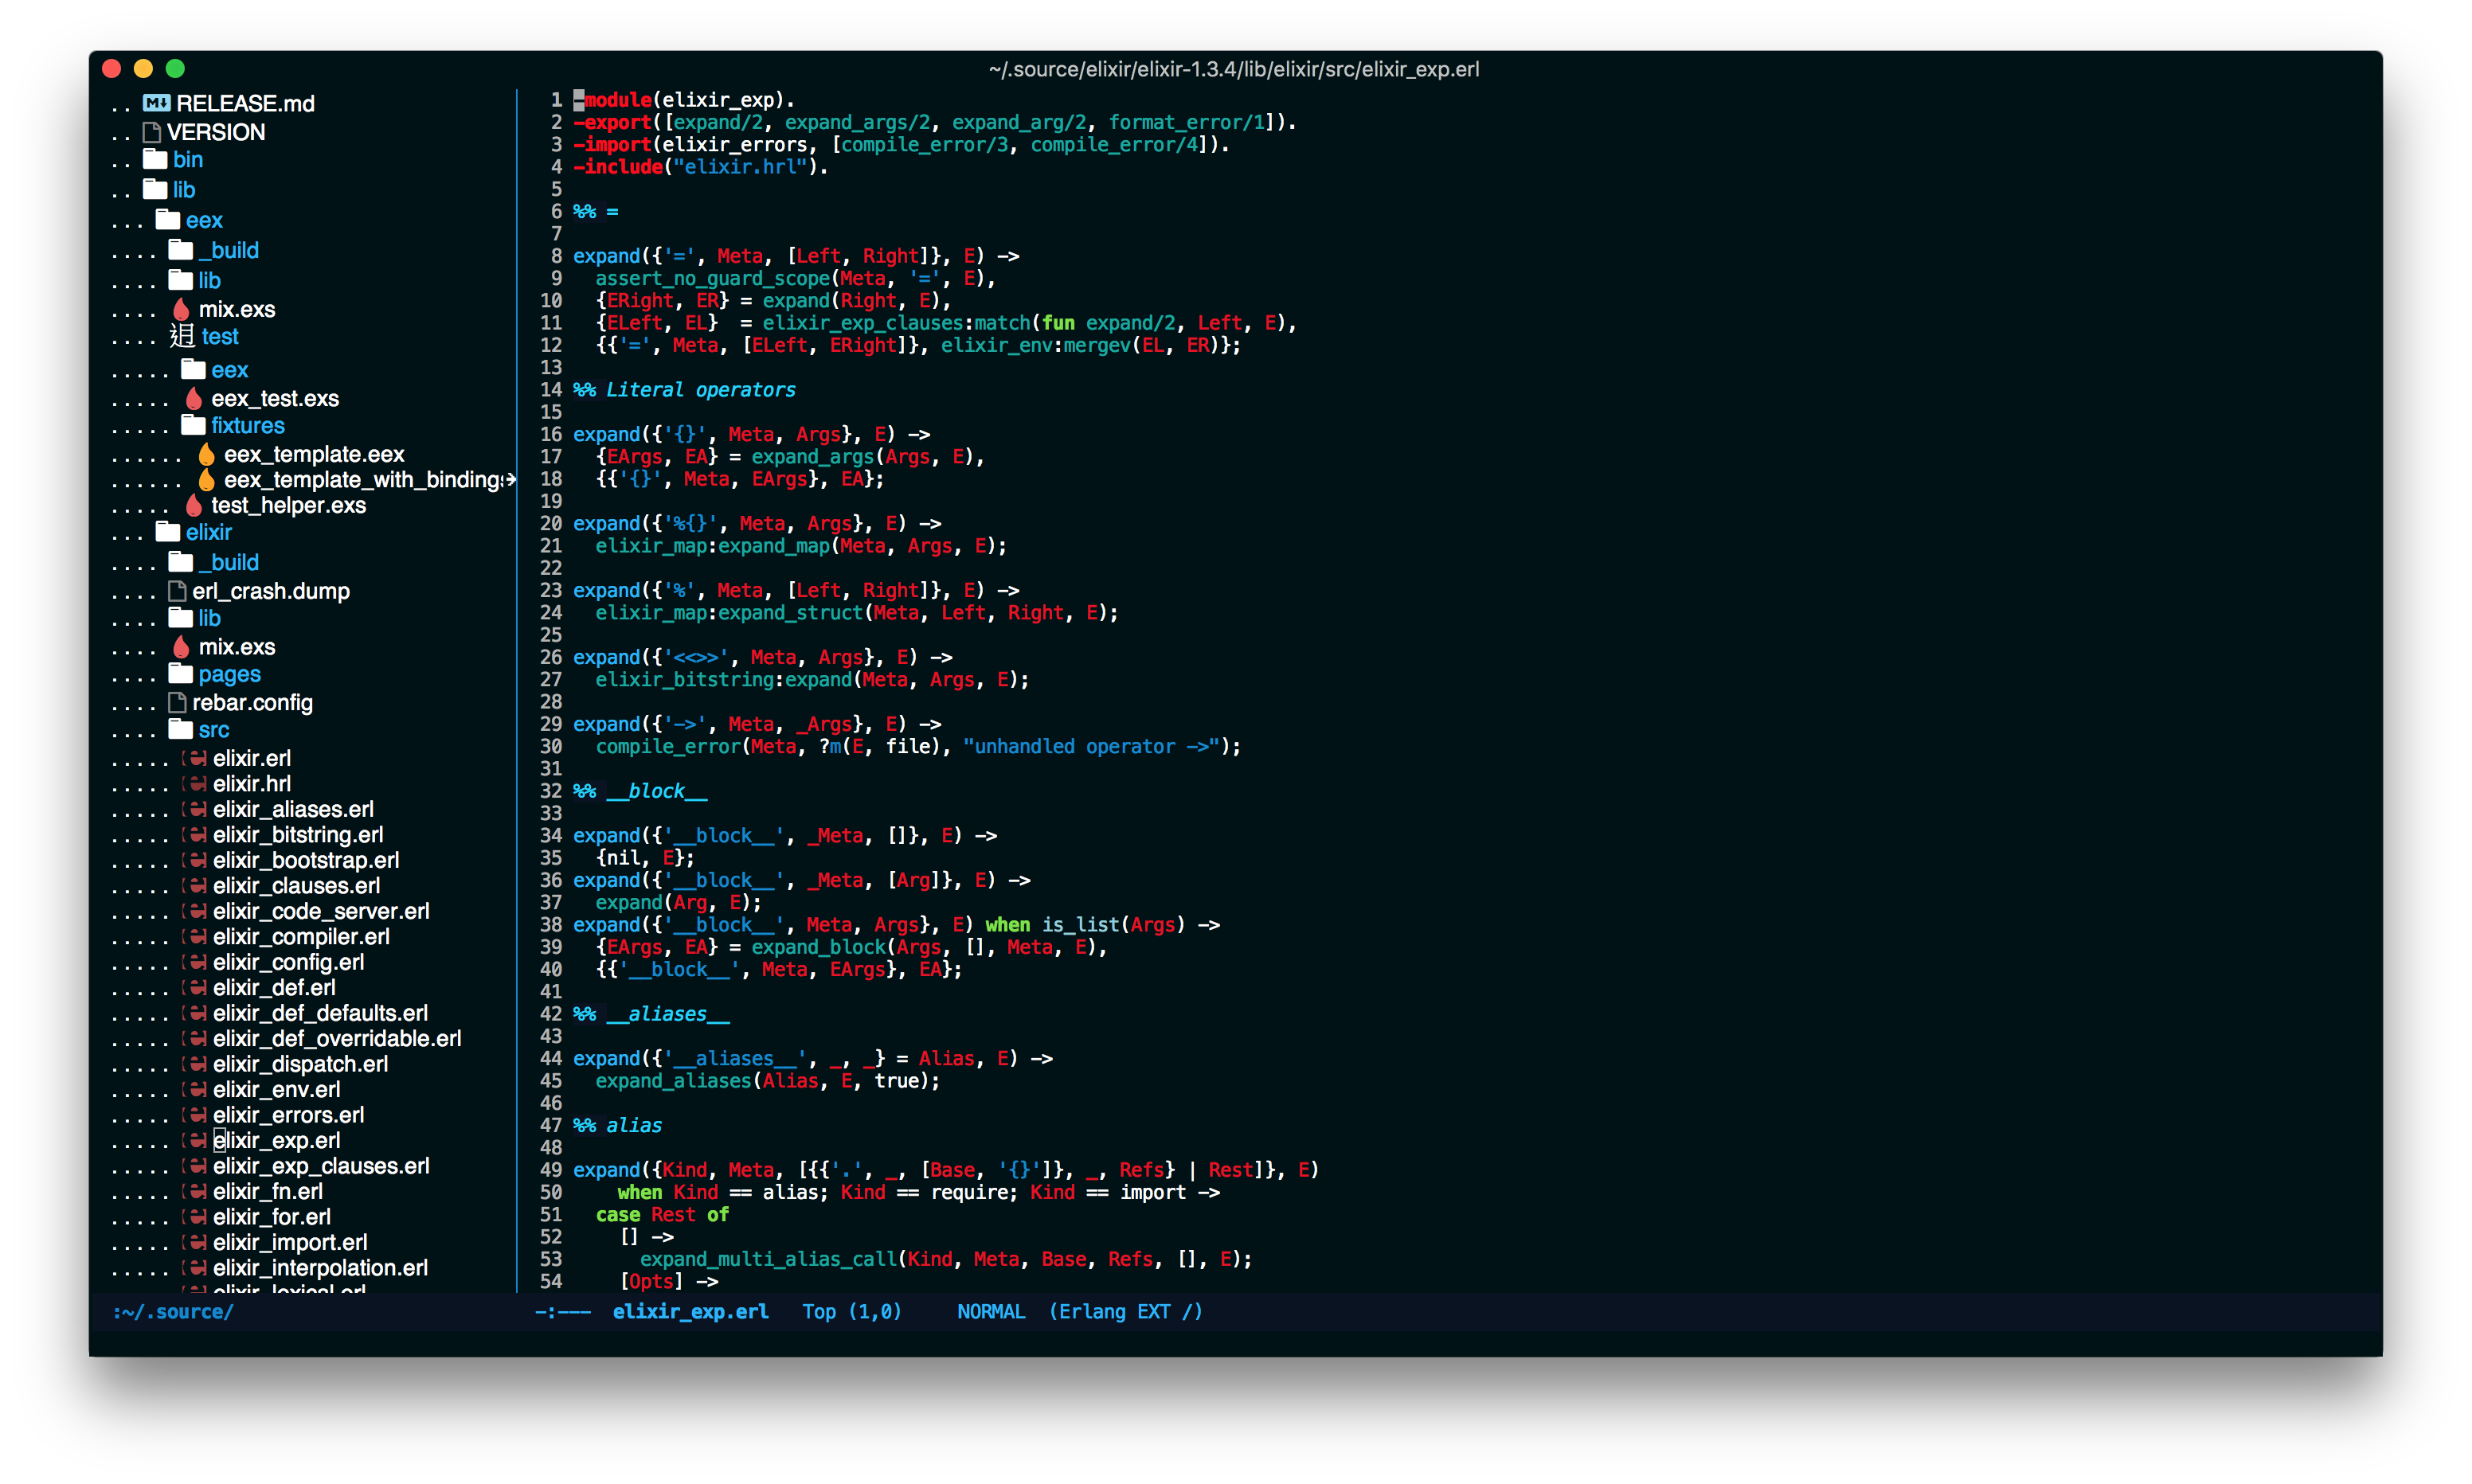 ~/.source/elixir/elixir-1.3.4/lib/elixir/src/elixir_exp.erl
.. RELEASE.md
.. VERSION
.. bin
.. lib
... eex
.... _build
.... lib
.... mix.exs
.... test
..... eex
..... eex_test.exs
..... fixtures
...... eex_template.eex
...... eex_template_with_binding
..... test_helper.exs
... elixir
.... _build
.... erl_crash.dump
.... lib
.... mix.exs
.... pages
.... rebar.config
.... src
..... elixir.erl
..... elixir.hrl
..... elixir_aliases.erl
..... elixir_bitstring.erl
..... elixir_bootstrap.erl
..... elixir_clauses.erl
..... elixir_code_server.erl
..... elixir_compiler.erl
..... elixir_config.erl
..... elixir_def.erl
..... elixir_def_defaults.erl
..... elixir_def_overridable.erl
..... elixir_dispatch.erl
..... elixir_env.erl
..... elixir_errors.erl
..... elixir_exp.erl
..... elixir_exp_clauses.erl
..... elixir_fn.erl
..... elixir_for.erl
..... elixir_import.erl
..... elixir_interpolation.erl
..... elixir_lexical.erl
:~/.source/
1 -module(elixir_exp).
2 -export([expand/2, expand_args/2, expand_arg/2, format_error/1]).
3 -import(elixir_errors, [compile_error/3, compile_error/4]).
4 -include("elixir.hrl").
5
6 %% =
7
8 expand({'=', Meta, [Left, Right]}, E) ->
9   assert_no_guard_scope(Meta, '=', E),
10   {ERight, ER} = expand(Right, E),
11   {ELeft, EL}  = elixir_exp_clauses:match(fun expand/2, Left, E),
12   {{'=', Meta, [ELeft, ERight]}, elixir_env:mergev(EL, ER)};
13
14 %% Literal operators
15
16 expand({'{}', Meta, Args}, E) ->
17   {EArgs, EA} = expand_args(Args, E),
18   {{'{}', Meta, EArgs}, EA};
19
20 expand({'%{}', Meta, Args}, E) ->
21   elixir_map:expand_map(Meta, Args, E);
22
23 expand({'%', Meta, [Left, Right]}, E) ->
24   elixir_map:expand_struct(Meta, Left, Right, E);
25
26 expand({'<<>>', Meta, Args}, E) ->
27   elixir_bitstring:expand(Meta, Args, E);
28
29 expand({'->', Meta, _Args}, E) ->
30   compile_error(Meta, ?m(E, file), "unhandled operator ->");
31
32 %% __block__
33
34 expand({'__block__', _Meta, []}, E) ->
35   {nil, E};
36 expand({'__block__', _Meta, [Arg]}, E) ->
37   expand(Arg, E);
38 expand({'__block__', Meta, Args}, E) when is_list(Args) ->
39   {EArgs, EA} = expand_block(Args, [], Meta, E),
40   {{'__block__', Meta, EArgs}, EA};
41
42 %% __aliases__
43
44 expand({'__aliases__', _, _} = Alias, E) ->
45   expand_aliases(Alias, E, true);
46
47 %% alias
48
49 expand({Kind, Meta, [{{'.', _, [Base, '{}']}, _, Refs} | Rest]}, E)
50     when Kind == alias; Kind == require; Kind == import ->
51   case Rest of
52     [] ->
53       expand_multi_alias_call(Kind, Meta, Base, Refs, [], E);
54     [Opts] ->
-:--- elixir_exp.erl Top (1,0) NORMAL (Erlang EXT /)